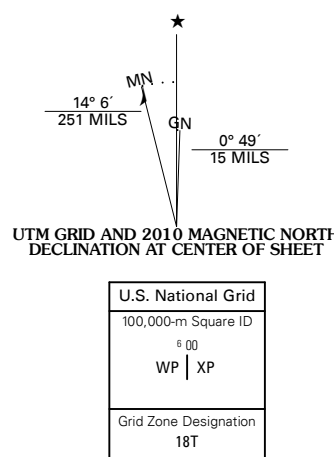 ★
MN
GN
14° 6´
251 MILS
0° 49´
15 MILS
UTM GRID AND 2010 MAGNETIC NORTH
DECLINATION AT CENTER OF SHEET
U.S. National Grid
100,000-m Square ID
6 00
WP | XP
Grid Zone Designation
18T